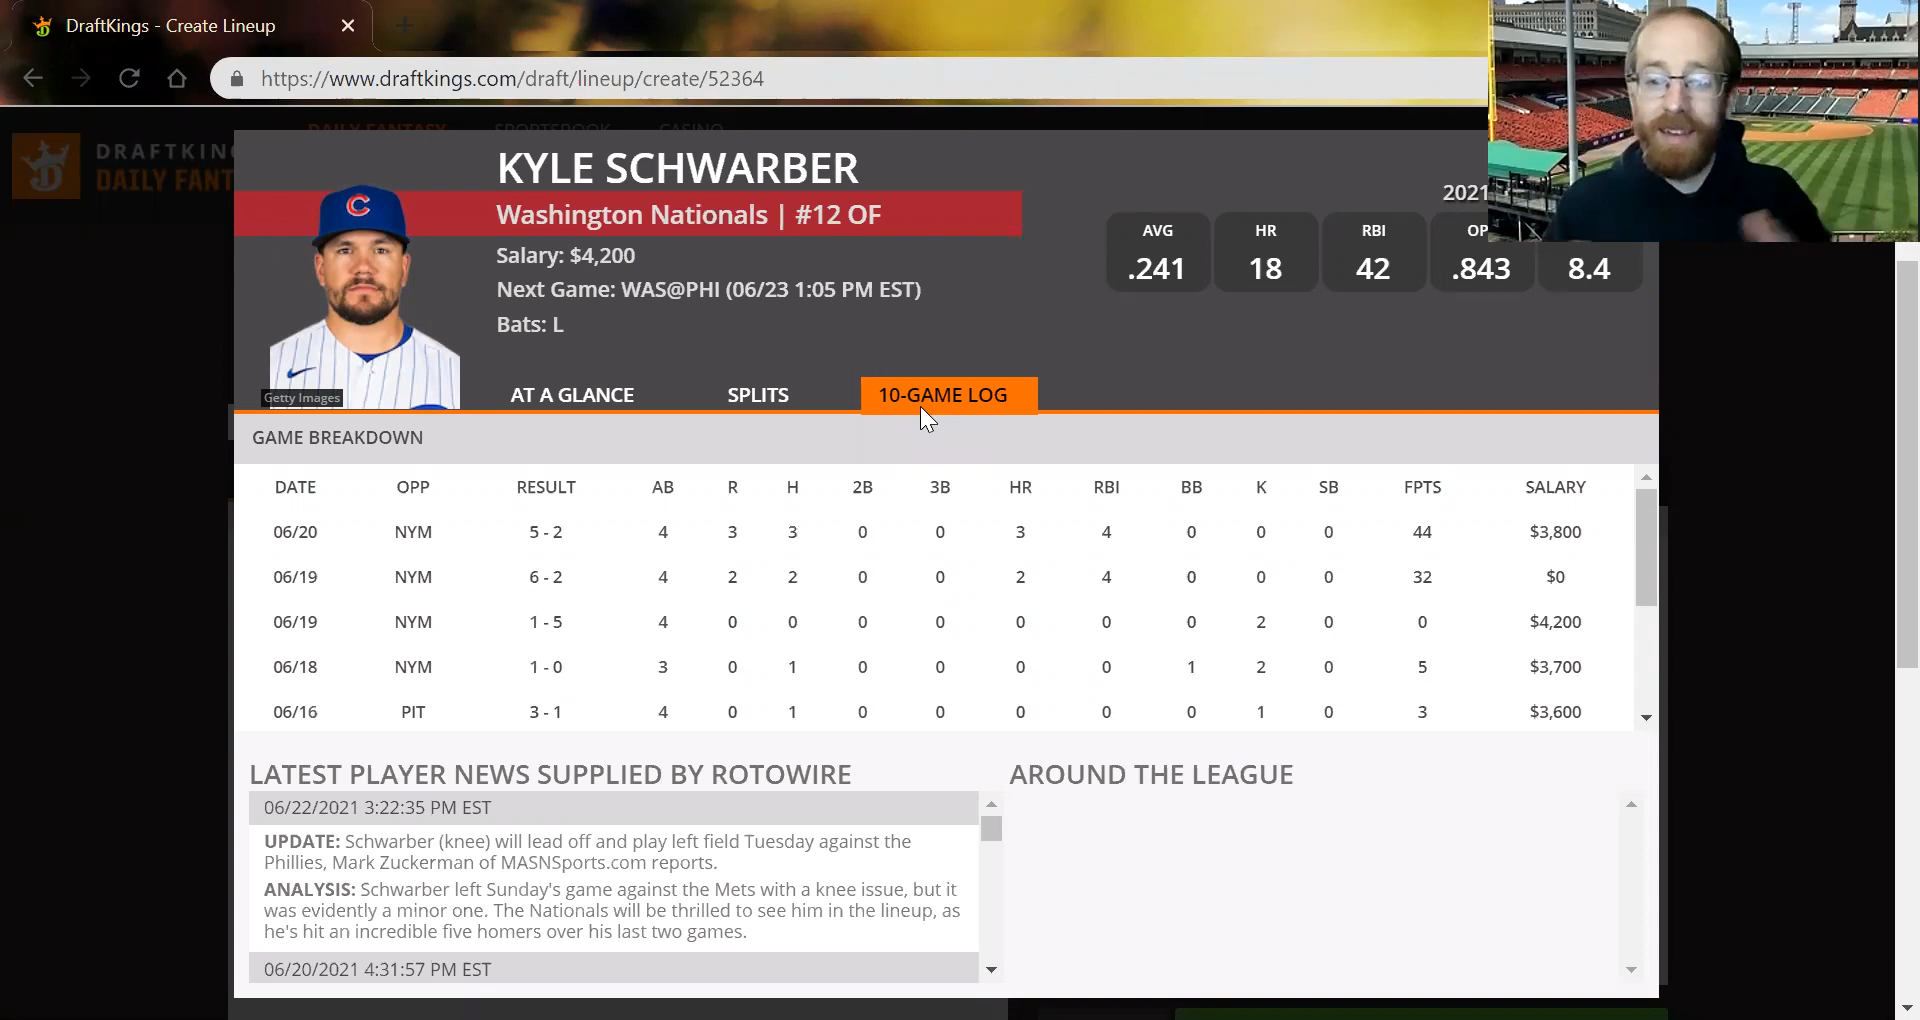 DraftKings - Create Lineup
https://www.draftkings.com/draft/lineup/create/52364
DAILY FANTASY SPORTSBOOK CASINO
DRAFTKIN
DAILY FANT
KYLE SCHWARBER
Washington Nationals | #12 OF
Salary: $4,200
Next Game: WAS@PHI (06/23 1:05 PM EST)
Bats: L
C
Getty Images
2021
AVG HR RBI OP
.241 18 42 .843 8.4
AT A GLANCE SPLITS 10-GAME LOG
GAME BREAKDOWN
DATE OPP RESULT AB R H 2B 3B HR RBI BB K SB FPTS SALARY
06/20 NYM 5 - 2 4 3 3 0 0 3 4 0 0 0 44 $3,800
06/19 NYM 6 - 2 4 2 2 0 0 2 4 0 0 0 32 $0
06/19 NYM 1 - 5 4 0 0 0 0 0 0 0 2 0 0 $4,200
06/18 NYM 1 - 0 3 0 1 0 0 0 0 1 2 0 5 $3,700
06/16 PIT 3 - 1 4 0 1 0 0 0 0 0 1 0 3 $3,600
LATEST PLAYER NEWS SUPPLIED BY ROTOWIRE
06/22/2021 3:22:35 PM EST
UPDATE: Schwarber (knee) will lead off and play left field Tuesday against the
Phillies, Mark Zuckerman of MASNSports.com reports.
ANALYSIS: Schwarber left Sunday's game against the Mets with a knee issue, but it
was evidently a minor one. The Nationals will be thrilled to see him in the lineup, as
he's hit an incredible five homers over his last two games.
06/20/2021 4:31:57 PM EST
AROUND THE LEAGUE